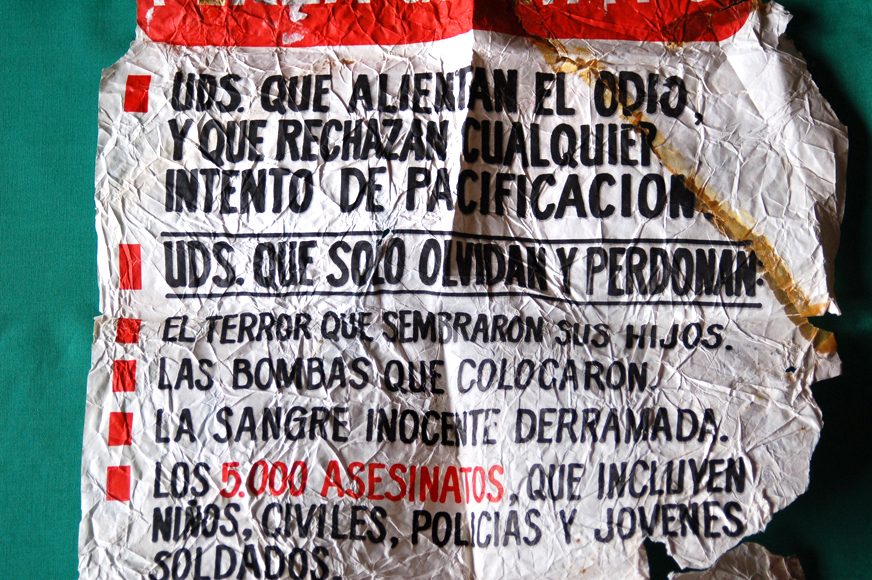 UDS. QUE ALIENTAN EL ODIO,
Y QUE RECHAZAN CUALQUIER
INTENTO DE PACIFICACION.
UDS. QUE SOLO OLVIDAN Y PERDONAN:
EL TERROR QUE SEMBRARON SUS HIJOS.
LAS BOMBAS QUE COLOCARON.
LA SANGRE INOCENTE DERRAMADA.
LOS 5.000 ASESINATOS, QUE INCLUYEN
NIÑOS, CIVILES, POLICIAS Y JOVENES
SOLDADOS.